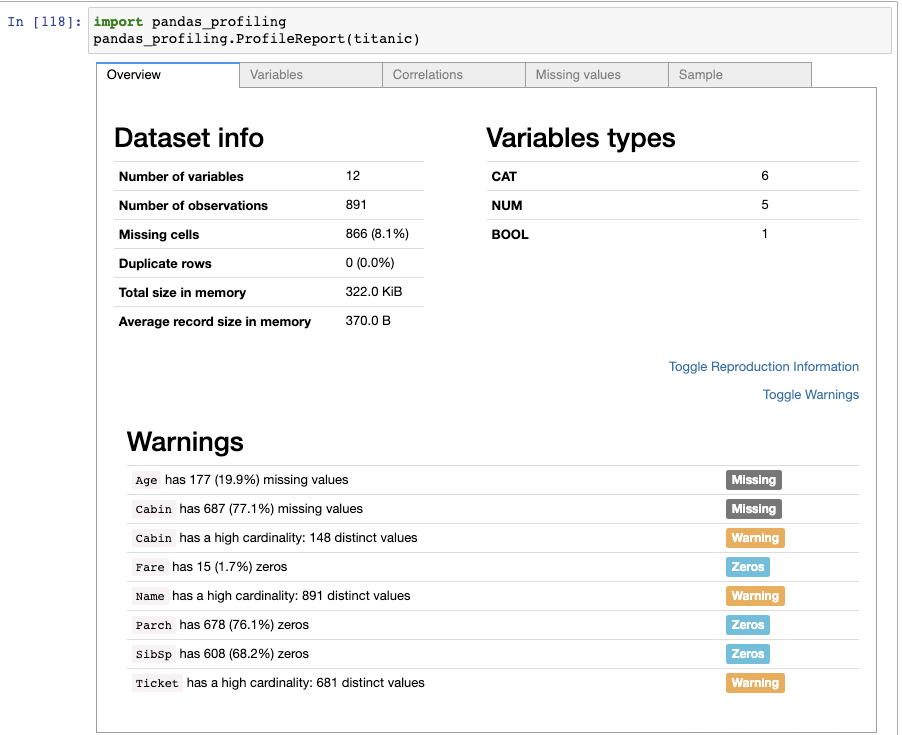 In [118]: import pandas_profiling
pandas_profiling.ProfileReport(titanic)
Overview Variables Correlations Missing values Sample
Dataset info
Number of variables 12
Number of observations 891
Missing cells 866 (8.1%)
Duplicate rows 0 (0.0%)
Total size in memory 322.0 KiB
Average record size in memory 370.0 B
Variables types
CAT 6
NUM 5
BOOL 1
Toggle Reproduction Information
Toggle Warnings
Warnings
Age has 177 (19.9%) missing values Missing
Cabin has 687 (77.1%) missing values Missing
Cabin has a high cardinality: 148 distinct values Warning
Fare has 15 (1.7%) zeros Zeros
Name has a high cardinality: 891 distinct values Warning
Parch has 678 (76.1%) zeros Zeros
SibSp has 608 (68.2%) zeros Zeros
Ticket has a high cardinality: 681 distinct values Warning